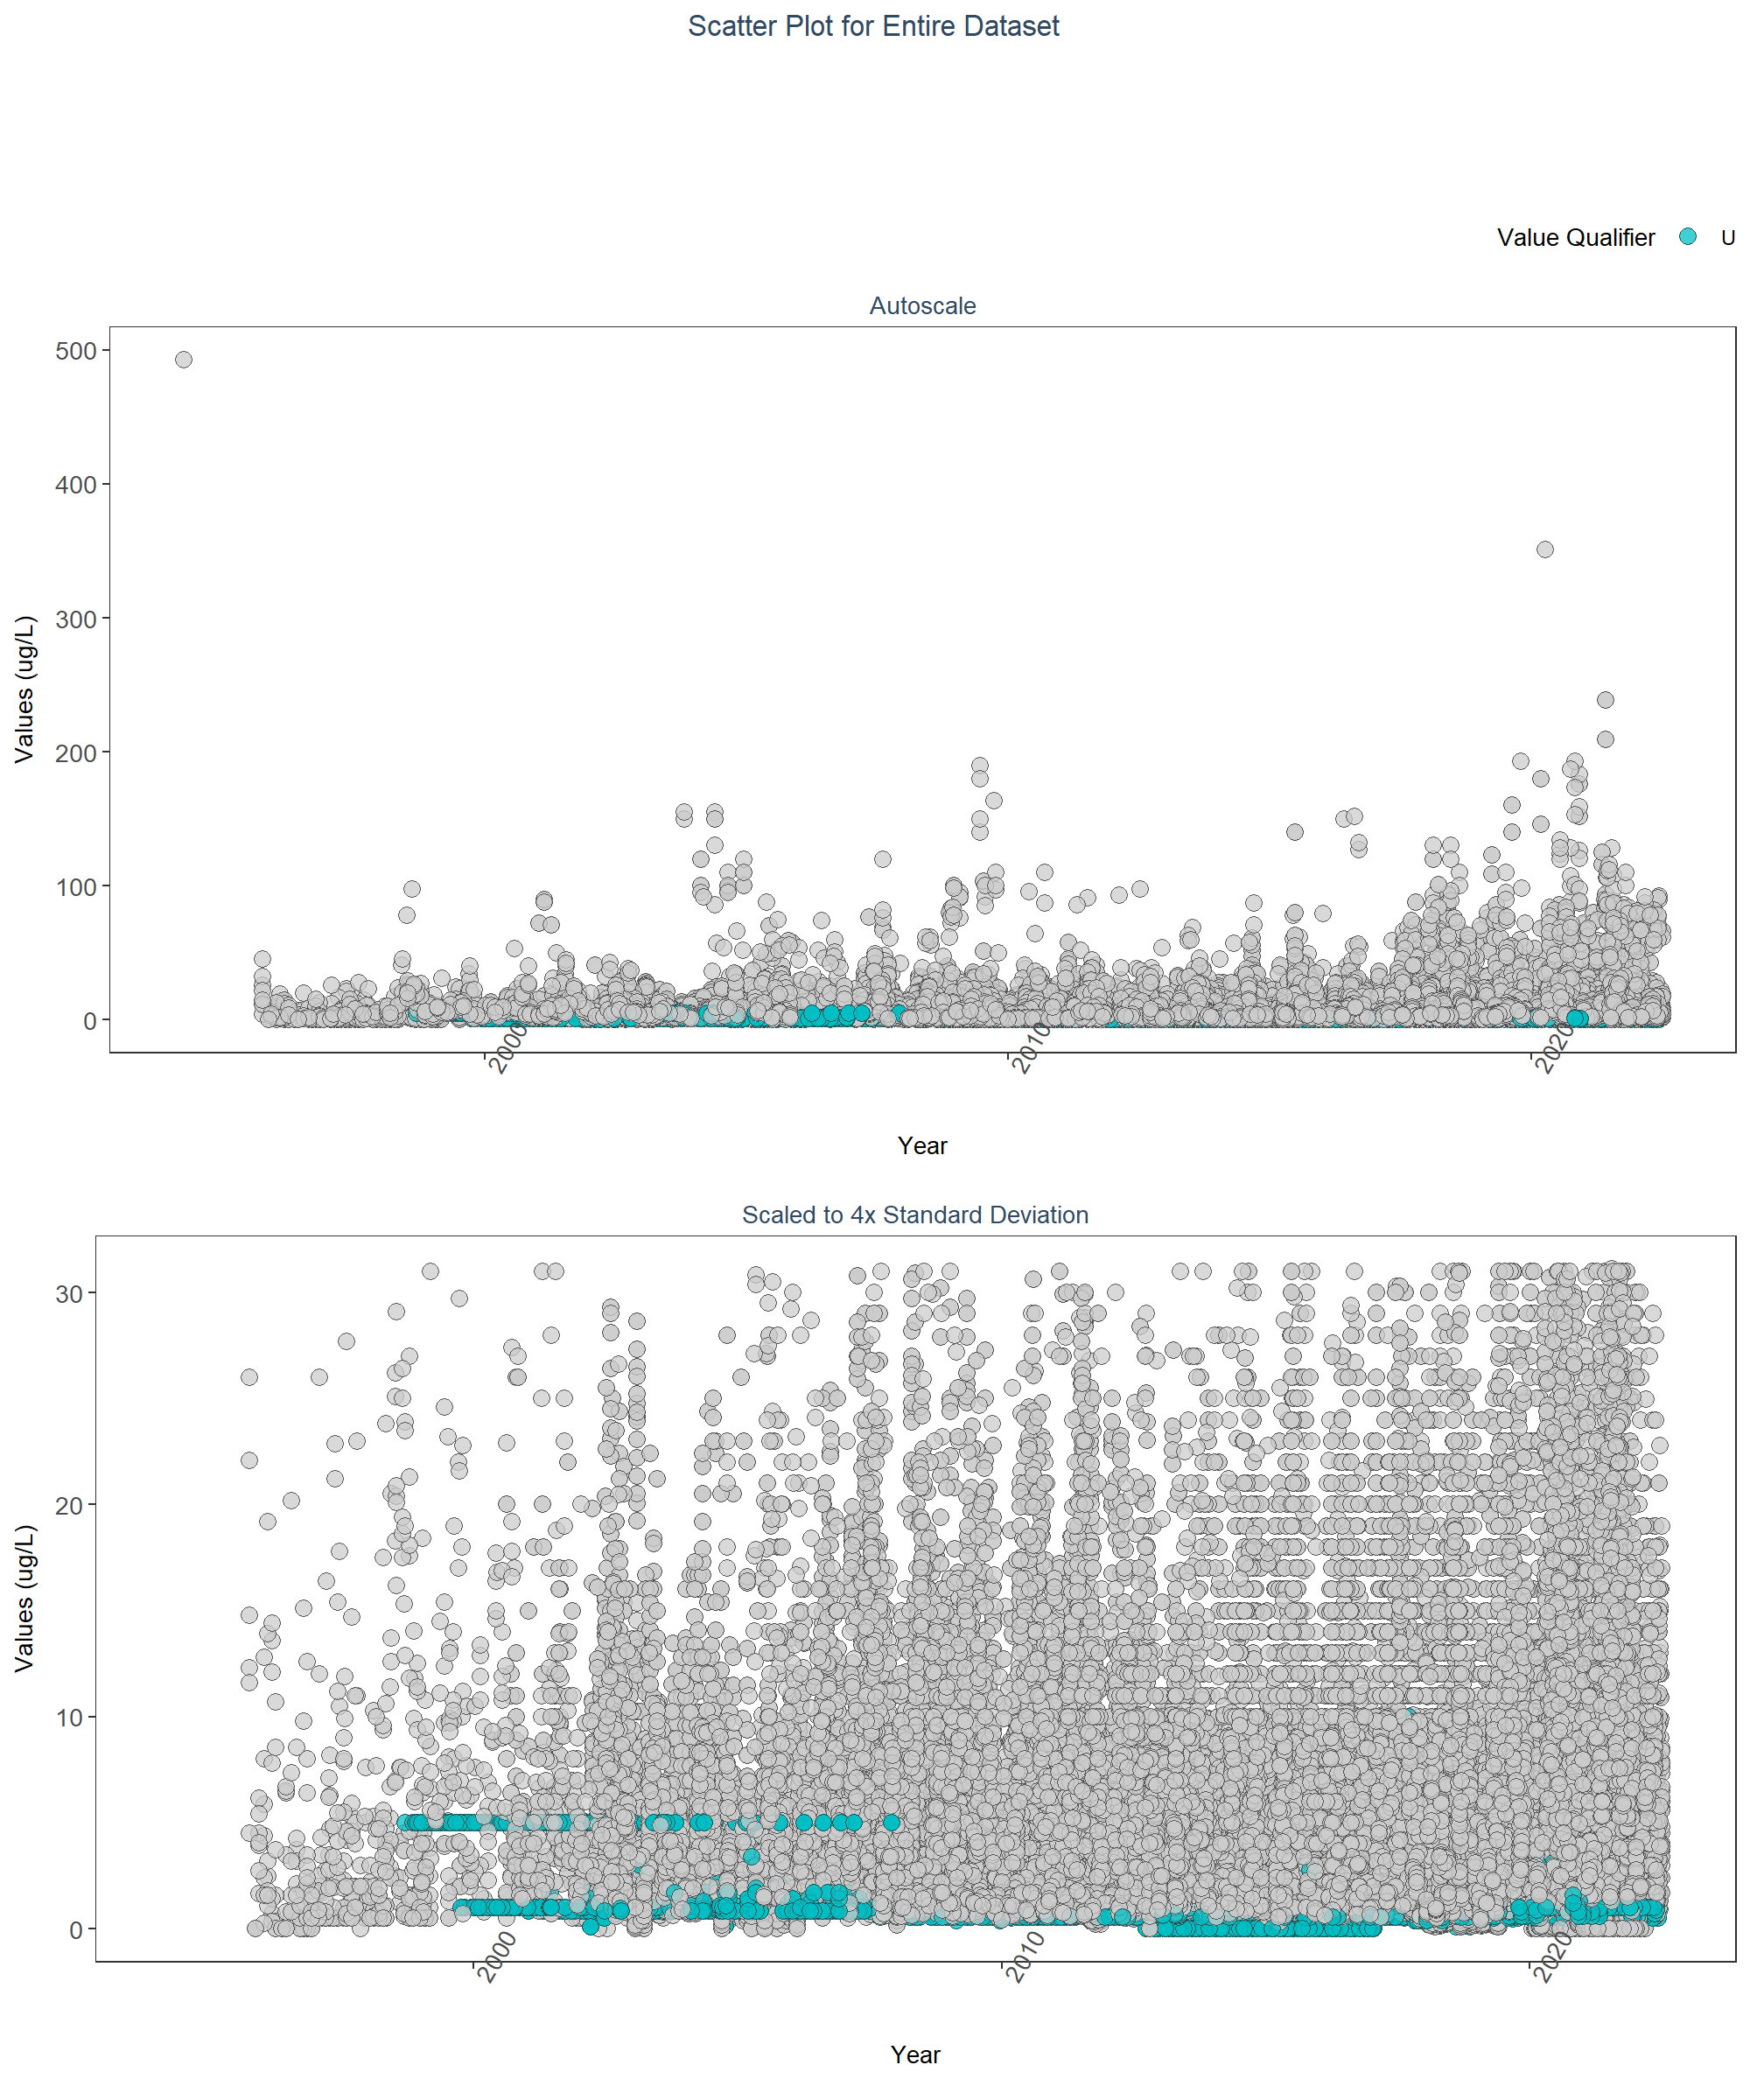 Scatter Plot for Entire Dataset
Value Qualifier U
Autoscale
500
400
300
200
100
0
Values (ug/L)
2000 2010 2020
Year
Scaled to 4x Standard Deviation
30
20
10
0
Values (ug/L)
2000 2010 2020
Year